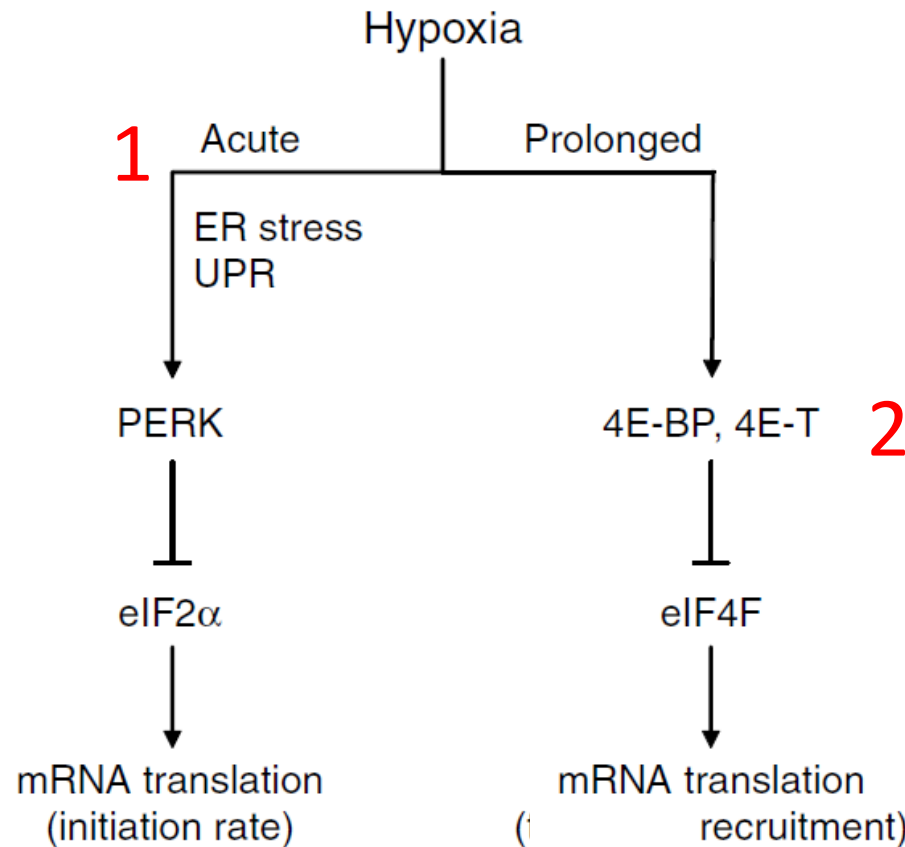 Hypoxia
1 Acute
Prolonged
ER stress
UPR
PERK
4E-BP, 4E-T 2
eIF2α
eIF4F
mRNA translation
(initiation rate)
mRNA translation
( recruitment)